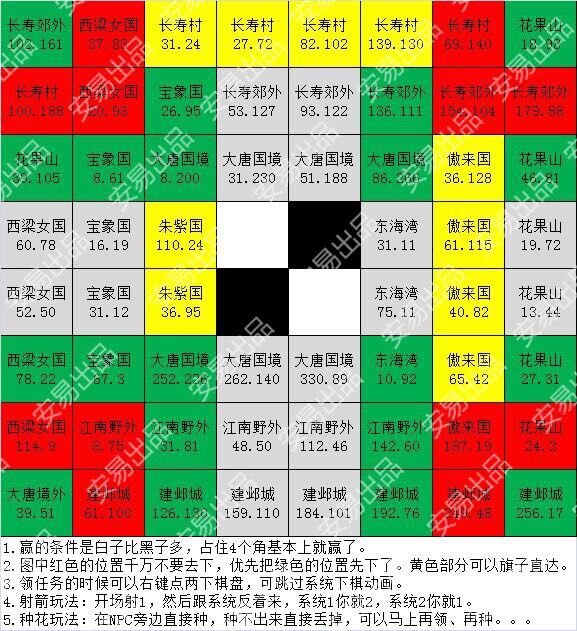 长寿郊外 西梁女国 长寿村 长寿村 长寿村 长寿村 长寿村 花果山
102.161 37.63 31.24 27.72 82.102 139.130 69.140 18.98
长寿村 西梁女国 宝象国 长寿郊外 长寿郊外 长寿郊外 长寿郊外 长寿郊外
100.188 20.93 26.95 53.127 93.122 136.111 154.104 179.88
花果山 宝象国 大唐国境 大唐国境 大唐国境 大唐国境 傲来国 花果山
8.61 8.200 31.230 51.188 36.128 46.81
西梁女国 宝象国 朱紫国 东海湾 傲来国 花果山
60.78 16.19 110.24 31.11 61.115 19.72
西梁女国 宝象国 朱紫国 东海湾 傲来国 花果山
52.50 31.12 36.95 75.11 40.82 13.44
西梁女国 宝象国 大唐国境 大唐国境 大唐国境 东海湾 傲来国 花果山
78.22 67.3 252.226 262.140 330.89 10.92 65.42 27.31
西梁女国 江南野外 江南野外 江南野外 江南野外 江南野外 傲来国 花果山
114.9 8.75 31.81 48.50 112.46 142.60 187.19 24.3
大唐境外 建邺城 建邺城 建邺城 建邺城 建邺城 建邺城 建邺城
39.51 61.100 126.130 159.110 184.101 192.76 256.17
1.赢的条件是白子比黑子多，占住4个角基本上就赢了。
2.图中红色的位置千万不要去下，优先把绿色的位置先下了。黄色部分可以旗子直达。
3.领任务的时候可以右键点两下棋盘，可跳过系统下棋动画。
4.射箭玩法：开场射1，然后跟系统反着来，系统1你就2，系统2你就1。
5.种花玩法：在NPC旁边直接种，种不出来直接丢掉，可以马上再领、再种。。。
安易出品